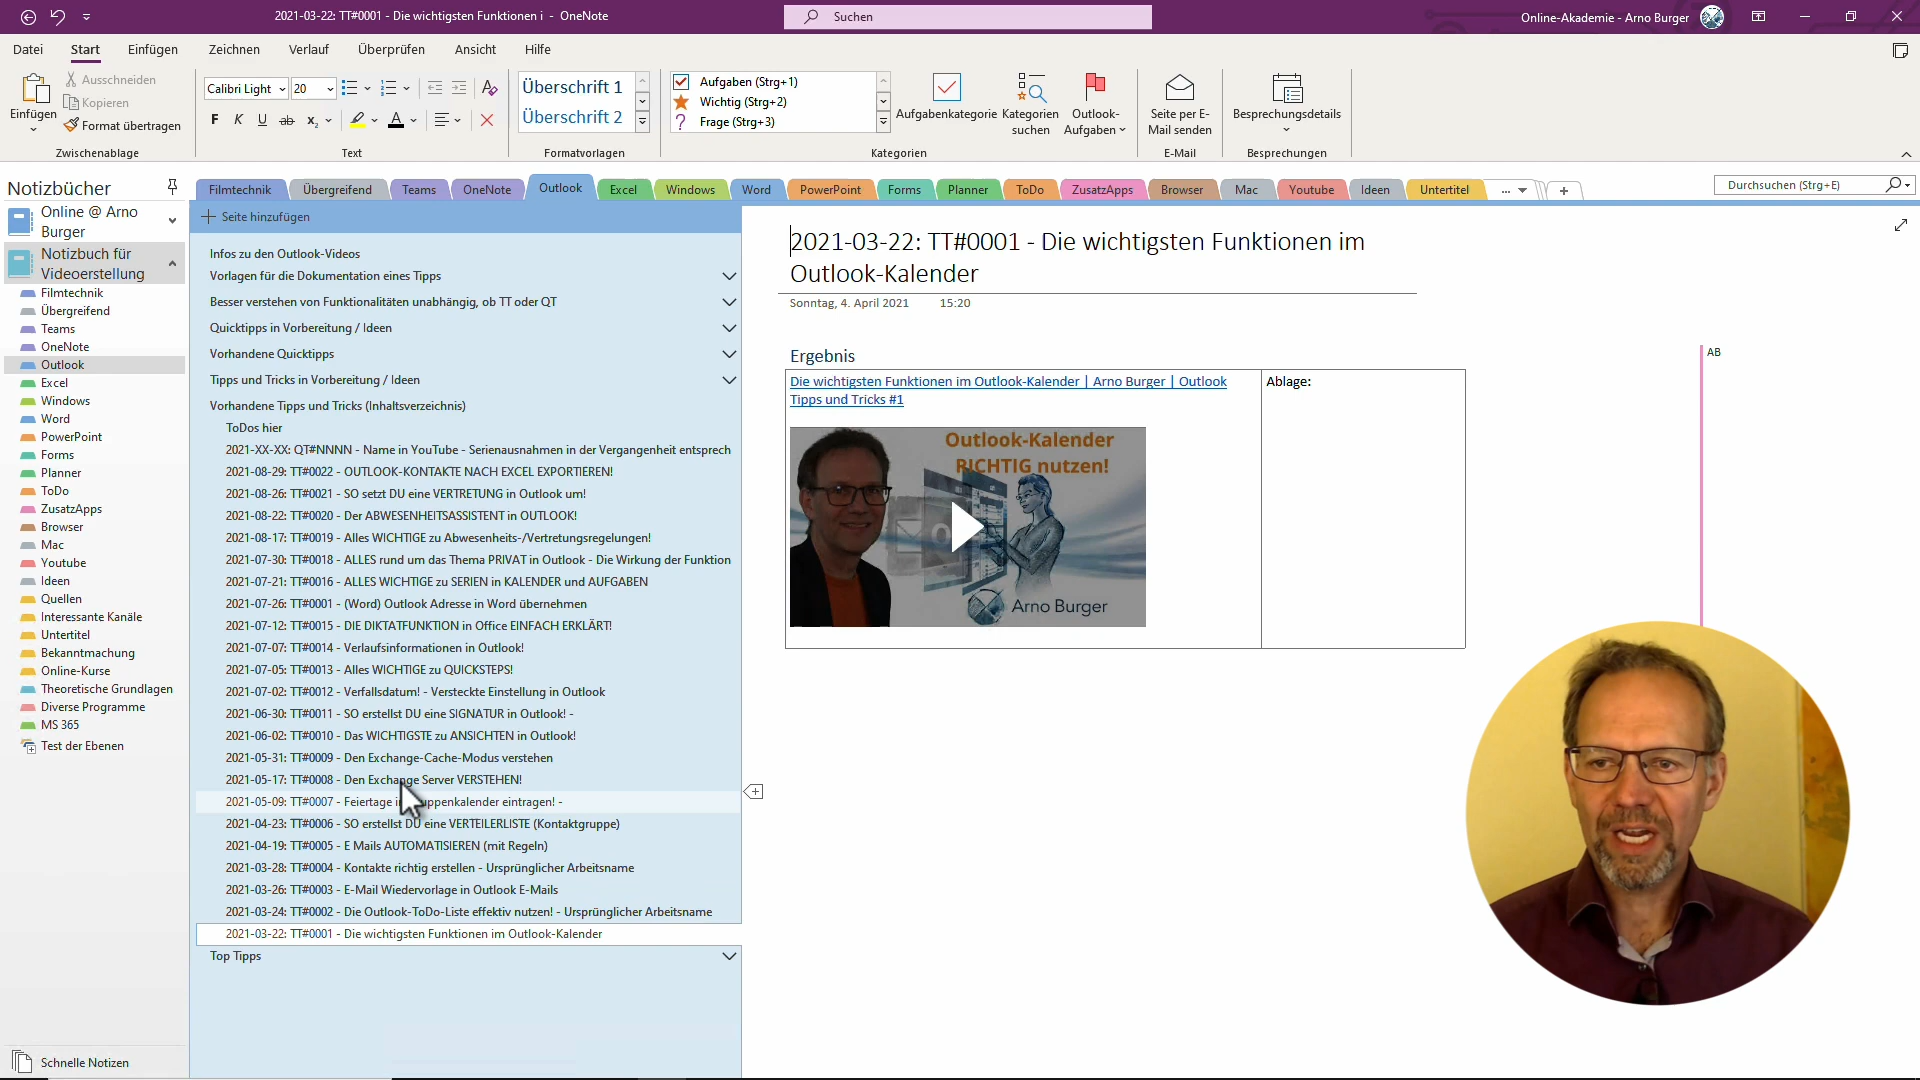 2021-03-22: TT#0001 - Die wichtigsten Funktionen i - OneNote
Suchen
Online-Akademie - Arno Burger
Datei
Start
Einfügen
Zeichnen
Verlauf
Überprüfen
Ansicht
Hilfe
Einfügen
Ausschneiden
Kopieren
Format übertragen
Zwischenablage
Calibri Light
20
F K U ab x₂ A
Text
Überschrift 1
Überschrift 2
Formatvorlagen
Aufgaben (Strg+1)
Wichtig (Strg+2)
Frage (Strg+3)
Aufgabenkategorie
Kategorien
suchen
Outlook-
Aufgaben
Kategorien
Seite per E-
Mail senden
E-Mail
Besprechungsdetails
Besprechungen
Notizbücher
Filmtechnik
Übergreifend
Teams
OneNote
Outlook
Excel
Windows
Word
PowerPoint
Forms
Planner
ToDo
ZusatzApps
Browser
Mac
Youtube
Ideen
Untertitel
...
Durchsuchen (Strg+E)
Online @ Arno
Burger
Notizbuch für
Videoerstellung
Filmtechnik
Übergreifend
Teams
OneNote
Outlook
Excel
Windows
Word
PowerPoint
Forms
Planner
ToDo
ZusatzApps
Browser
Mac
Youtube
Ideen
Quellen
Interessante Kanäle
Untertitel
Bekanntmachung
Online-Kurse
Theoretische Grundlagen
Diverse Programme
MS 365
Test der Ebenen
Schnelle Notizen
Seite hinzufügen
Infos zu den Outlook-Videos
Vorlagen für die Dokumentation eines Tipps
Besser verstehen von Funktionalitäten unabhängig, ob TT oder QT
Quicktipps in Vorbereitung / Ideen
Vorhandene Quicktipps
Tipps und Tricks in Vorbereitung / Ideen
Vorhandene Tipps und Tricks (Inhaltsverzeichnis)
ToDos hier
2021-XX-XX: QT#NNNN - Name in YouTube - Serienausnahmen in der Vergangenheit entsprech
2021-08-29: TT#0022 - OUTLOOK-KONTAKTE NACH EXCEL EXPORTIEREN!
2021-08-26: TT#0021 - SO setzt DU eine VERTRETUNG in Outlook um!
2021-08-22: TT#0020 - Der ABWESENHEITSASSISTENT in OUTLOOK!
2021-08-17: TT#0019 - Alles WICHTIGE zu Abwesenheits-/Vertretungsregelungen!
2021-07-30: TT#0018 - ALLES rund um das Thema PRIVAT in Outlook - Die Wirkung der Funktion
2021-07-21: TT#0016 - ALLES WICHTIGE zu SERIEN in KALENDER und AUFGABEN
2021-07-26: TT#0001 - (Word) Outlook Adresse in Word übernehmen
2021-07-12: TT#0015 - DIE DIKTATFUNKTION in Office EINFACH ERKLÄRT!
2021-07-07: TT#0014 - Verlaufsinformationen in Outlook!
2021-07-05: TT#0013 - Alles WICHTIGE zu QUICKSTEPS!
2021-07-02: TT#0012 - Verfallsdatum! - Versteckte Einstellung in Outlook
2021-06-30: TT#0011 - SO erstellst DU eine SIGNATUR in Outlook! -
2021-06-02: TT#0010 - Das WICHTIGSTE zu ANSICHTEN in Outlook!
2021-05-31: TT#0009 - Den Exchange-Cache-Modus verstehen
2021-05-17: TT#0008 - Den Exchange Server VERSTEHEN!
2021-05-09: TT#0007 - Feiertage eintragen! -
2021-04-23: TT#0006 - SO erstellst DU eine VERTEILERLISTE (Kontaktgruppe)
2021-04-19: TT#0005 - E Mails AUTOMATISIEREN (mit Regeln)
2021-03-28: TT#0004 - Kontakte richtig erstellen - Ursprünglicher Arbeitsname
2021-03-26: TT#0003 - E-Mail Wiedervorlage in Outlook E-Mails
2021-03-24: TT#0002 - Die Outlook-ToDo-Liste effektiv nutzen! - Ursprünglicher Arbeitsname
2021-03-22: TT#0001 - Die wichtigsten Funktionen im Outlook-Kalender
Top Tipps
2021-03-22: TT#0001 - Die wichtigsten Funktionen im
Outlook-Kalender
Sonntag, 4. April 2021 15:20
Ergebnis
Die wichtigsten Funktionen im Outlook-Kalender | Arno Burger | Outlook
Tipps und Tricks #1
Ablage:
Outlook-Kalender
RICHTIG nutzen!
Arno Burger
AB